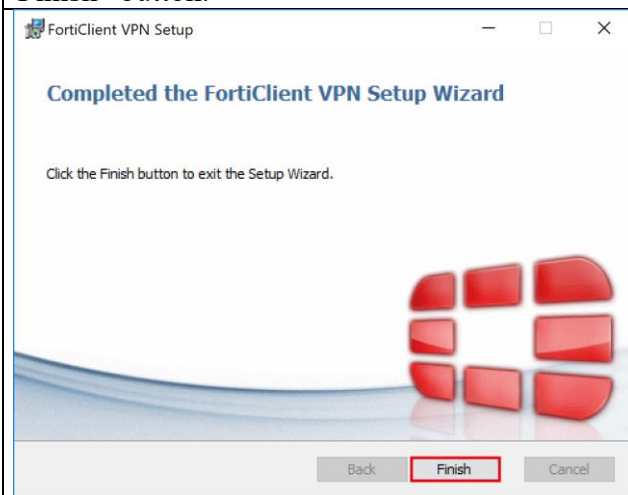 FortiClient VPN Setup
Completed the FortiClient VPN Setup Wizard
Click the Finish button to exit the Setup Wizard.
Back Finish Cancel